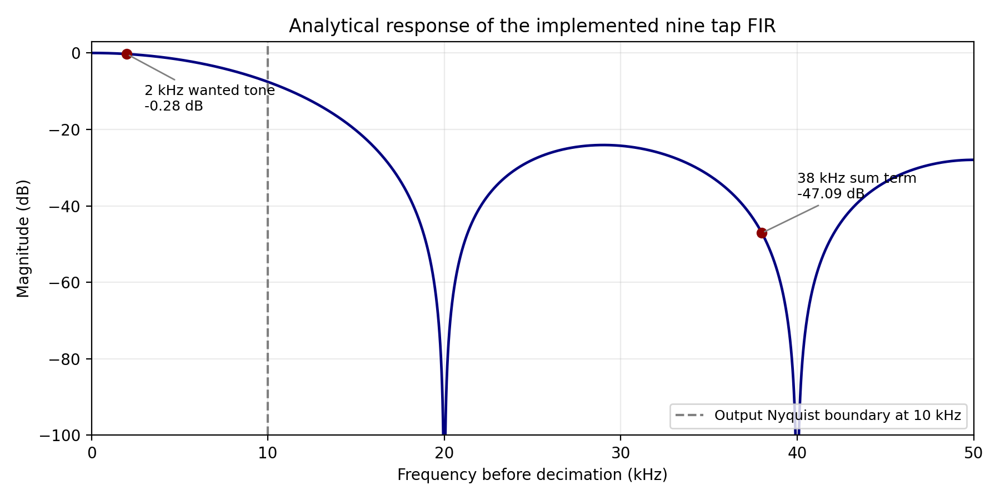 Analytical response of the implemented nine tap FIR
0
−20
−40
−60
−80
−100
Magnitude (dB)
2 kHz wanted tone
-0.28 dB
38 kHz sum term
-47.09 dB
Output Nyquist boundary at 10 kHz
0 10 20 30 40 50
Frequency before decimation (kHz)